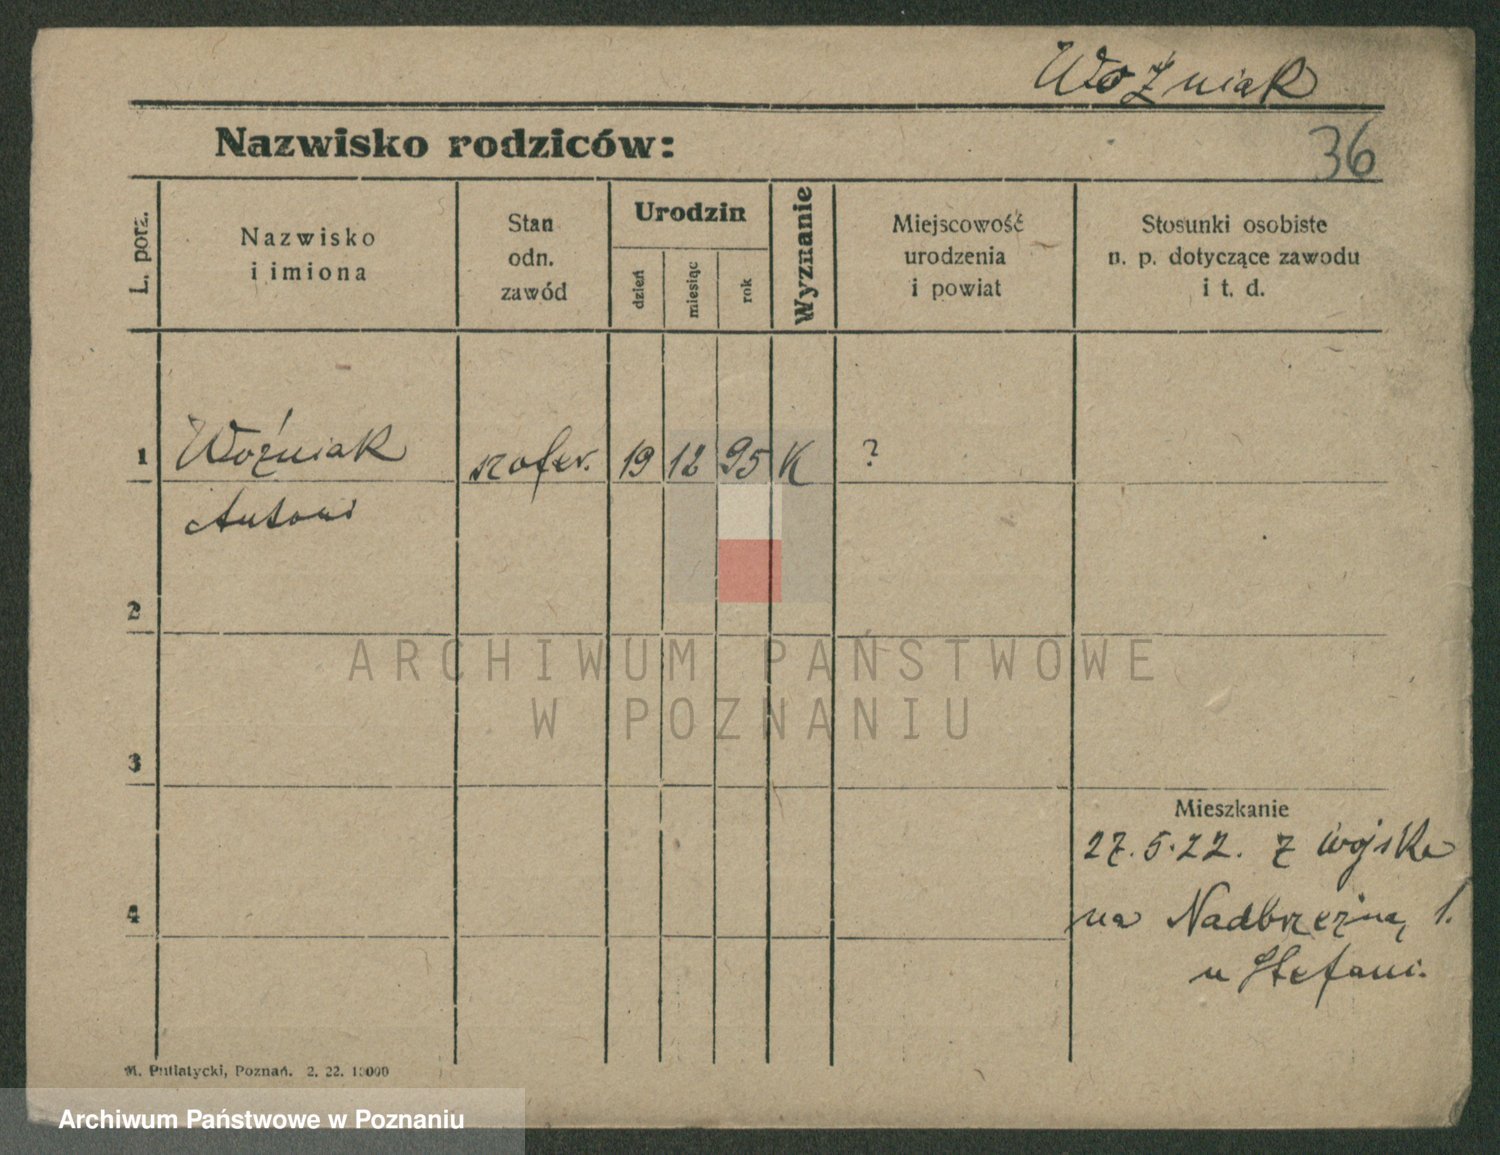 Woźniak
Nazwisko rodziców:
36
L. porz.
Nazwisko
i imiona
Stan
odn.
zawód
Urodzin
dzień
miesiąc
rok
Wyznanie
Miejscowość
urodzenia
i powiat
Stosunki osobiste
n. p. dotyczące zawodu
i t. d.
1 Woźniak szofer. 19 12 95 K ?
Antoni
2
ARCHIWUM PAŃSTWOWE
W POZNANIU
3
Mieszkanie
27.5.22. z wojska
4
na Nadbrzeżną 1.
u Stefani.
M. Putiatycki, Poznań. 2. 22. 10000
Archiwum Państwowe w Poznaniu